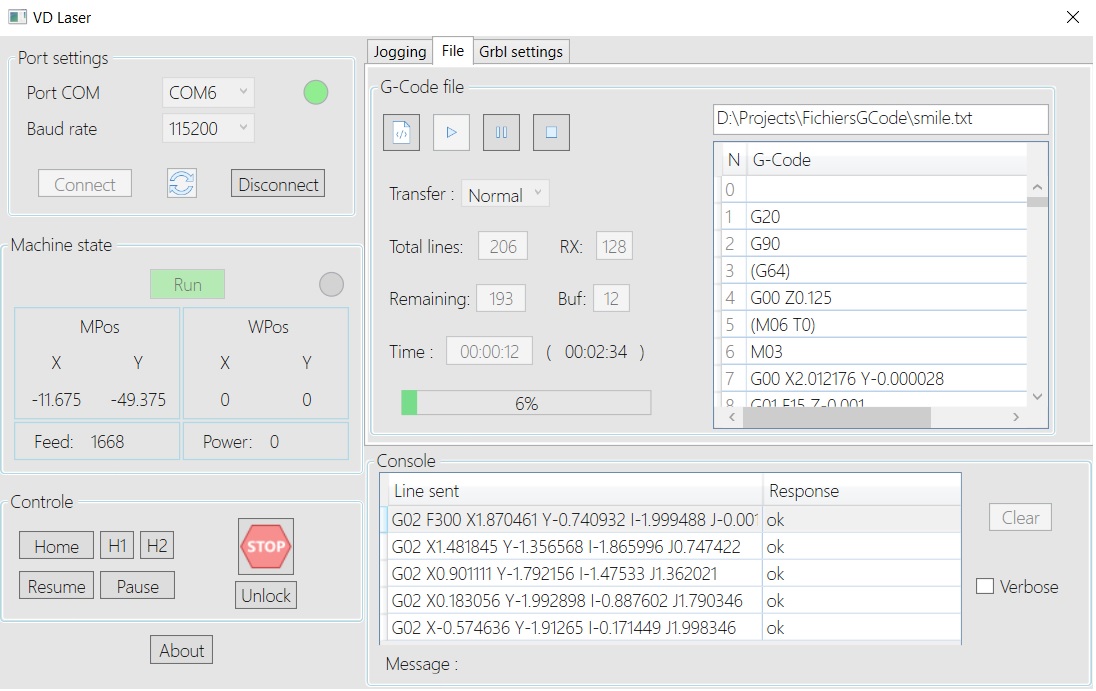 VD Laser
Port settings
Port COM COM6
Baud rate 115200
Connect Disconnect
Machine state
Run
MPos WPos
X Y X Y
-11.675 -49.375 0 0
Feed: 1668 Power: 0
Controle
Home H1 H2
Resume Pause
STOP
Unlock
About
Jogging File Grbl settings
G-Code file
D:\Projects\FichiersGCode\smile.txt
Transfer : Normal
Total lines: 206 RX: 128
Remaining: 193 Buf: 12
Time : 00:00:12 ( 00:02:34 )
6%
N G-Code
0
1 G20
2 G90
3 (G64)
4 G00 Z0.125
5 (M06 T0)
6 M03
7 G00 X2.012176 Y-0.000028
8 G01 F15 Z-0.001
Console
Line sent Response
G02 F300 X1.870461 Y-0.740932 I-1.999488 J-0.001 ok
G02 X1.481845 Y-1.356568 I-1.865996 J0.747422 ok
G02 X0.901111 Y-1.792156 I-1.47533 J1.362021 ok
G02 X0.183056 Y-1.992898 I-0.887602 J1.790346 ok
G02 X-0.574636 Y-1.91265 I-0.171449 J1.998346 ok
Message :
Clear
Verbose